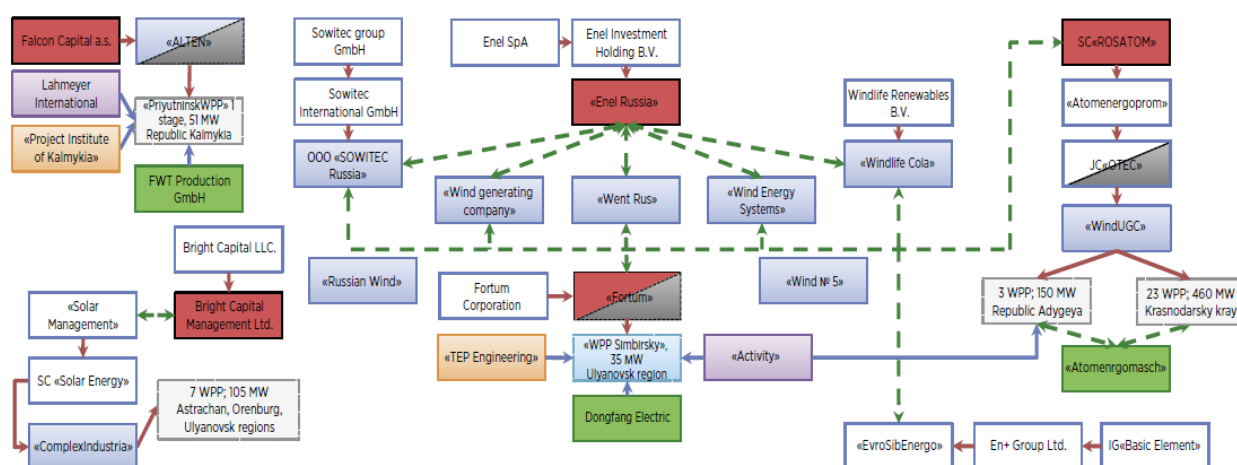 Falcon Capital a.s.
«ALTEN»
Lahmeyer
International
«Project Institute
of Kalmykia»
«PriyutninskWPP» 1
stage, 51 MW
Republic Kalmykia
FWT Production
GmbH
Sowitec group
GmbH
Sowitec
International GmbH
ООО «SOWITEC
Russia»
Enel SpA
Enel Investment
Holding B.V.
«Enel Russia»
«Wind generating
company»
«Went Rus»
«Wind Energy
Systems»
Windlife Renewables
B.V.
«Windlife Cola»
SC«ROSATOM»
«Atomenergoprom»
JC«OTEC»
«WindUGC»
3 WPP; 150 MW
Republic Adygeya
23 WPP; 460 MW
Krasnodarsky kray
«Atomenrgomasch»
Bright Capital LLC.
«Solar
Management»
Bright Capital
Management Ltd.
SC «Solar Energy»
«ComplexIndustria»
7 WPP; 105 MW
Astrachan, Orenburg,
Ulyanovsk regions
«Russian Wind»
Fortum
Corporation
«Fortum»
«Wind № 5»
«TEP Engineering»
«WPP Simbirsky»,
35 MW
Ulyanovsk region
«Activity»
Dongfang Electric
«EvroSibEnergo»
En+ Group Ltd.
IG«Basic Element»